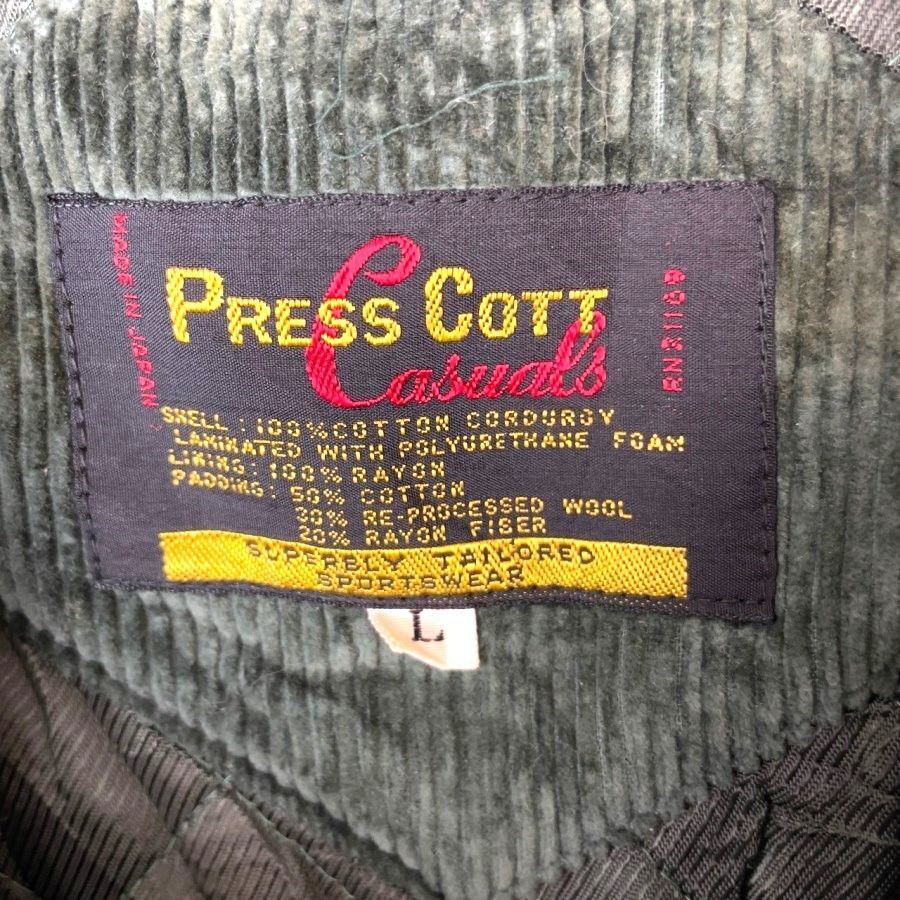 MADE IN JAPAN
PRESS COTT
Casuals
RN31109
SHELL: 100% COTTON CORDUROY
LAMINATED WITH POLYURETHANE FOAM
LINING: 100% RAYON
PADDING: 50% COTTON
30% RE-PROCESSED WOOL
20% RAYON FIBER
SUPERBLY TAILORED
SPORTSWEAR
L